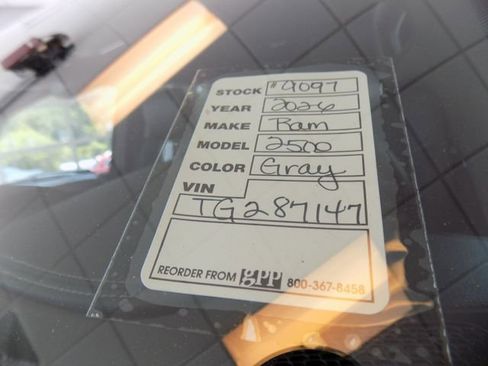 STOCK #9097
YEAR 2026
MAKE Ram
MODEL 2500
COLOR Gray
VIN
TG287147
REORDER FROM gpp 800-367-8458